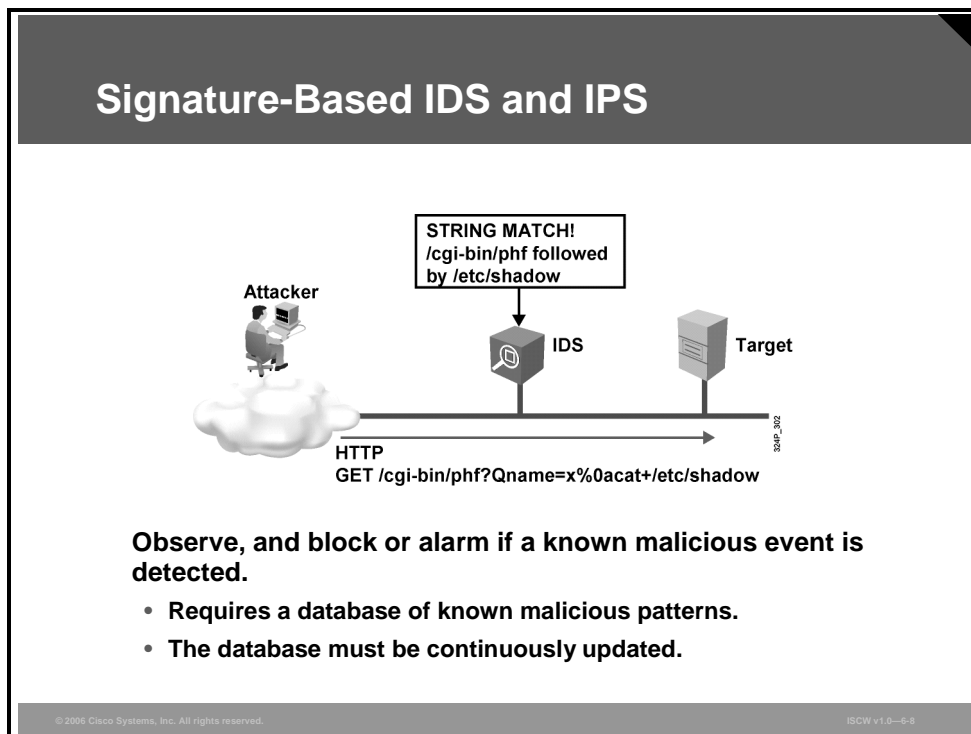 Signature-Based IDS and IPS
STRING MATCH!
/cgi-bin/phf followed
by /etc/shadow
Attacker
IDS
Target
324P_302
HTTP
GET /cgi-bin/phf?Qname=x%0acat+/etc/shadow
Observe, and block or alarm if a known malicious event is
detected.
• Requires a database of known malicious patterns.
• The database must be continuously updated.
© 2006 Cisco Systems, Inc. All rights reserved.
ISCW v1.0—6-8